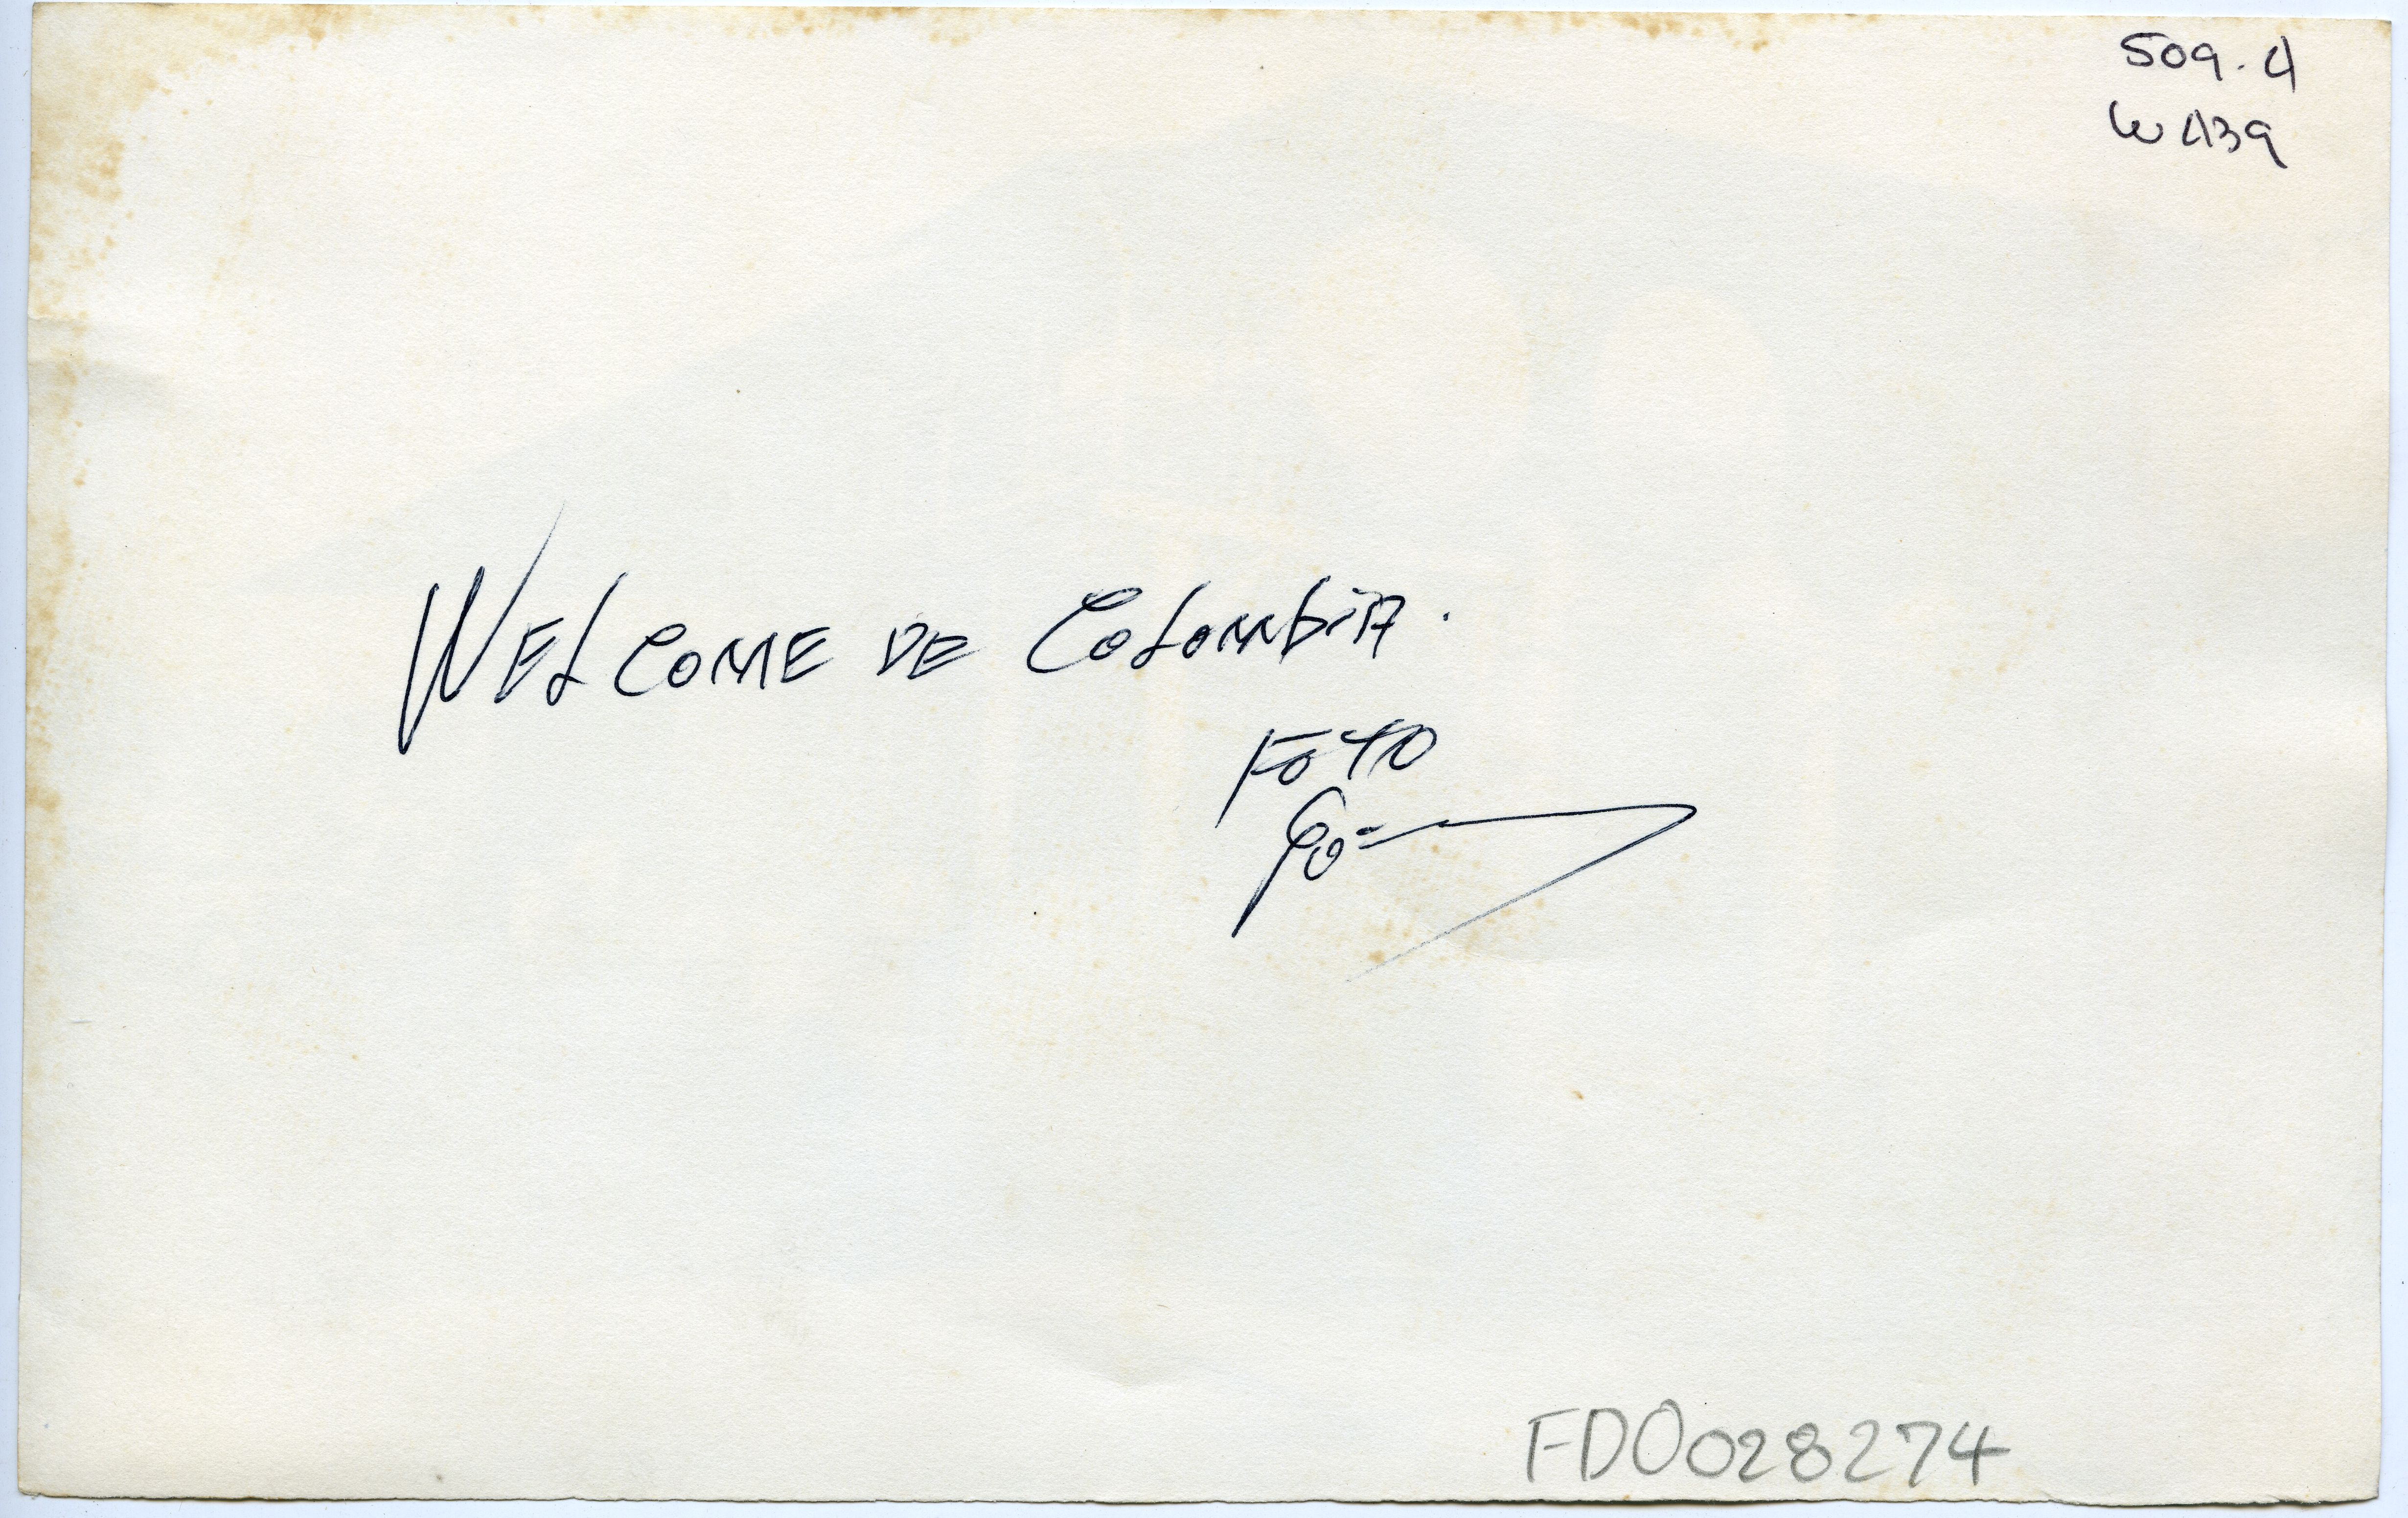 509.4
W439
WELCOME DE COLOMBIA.
FOTO
FD0028274